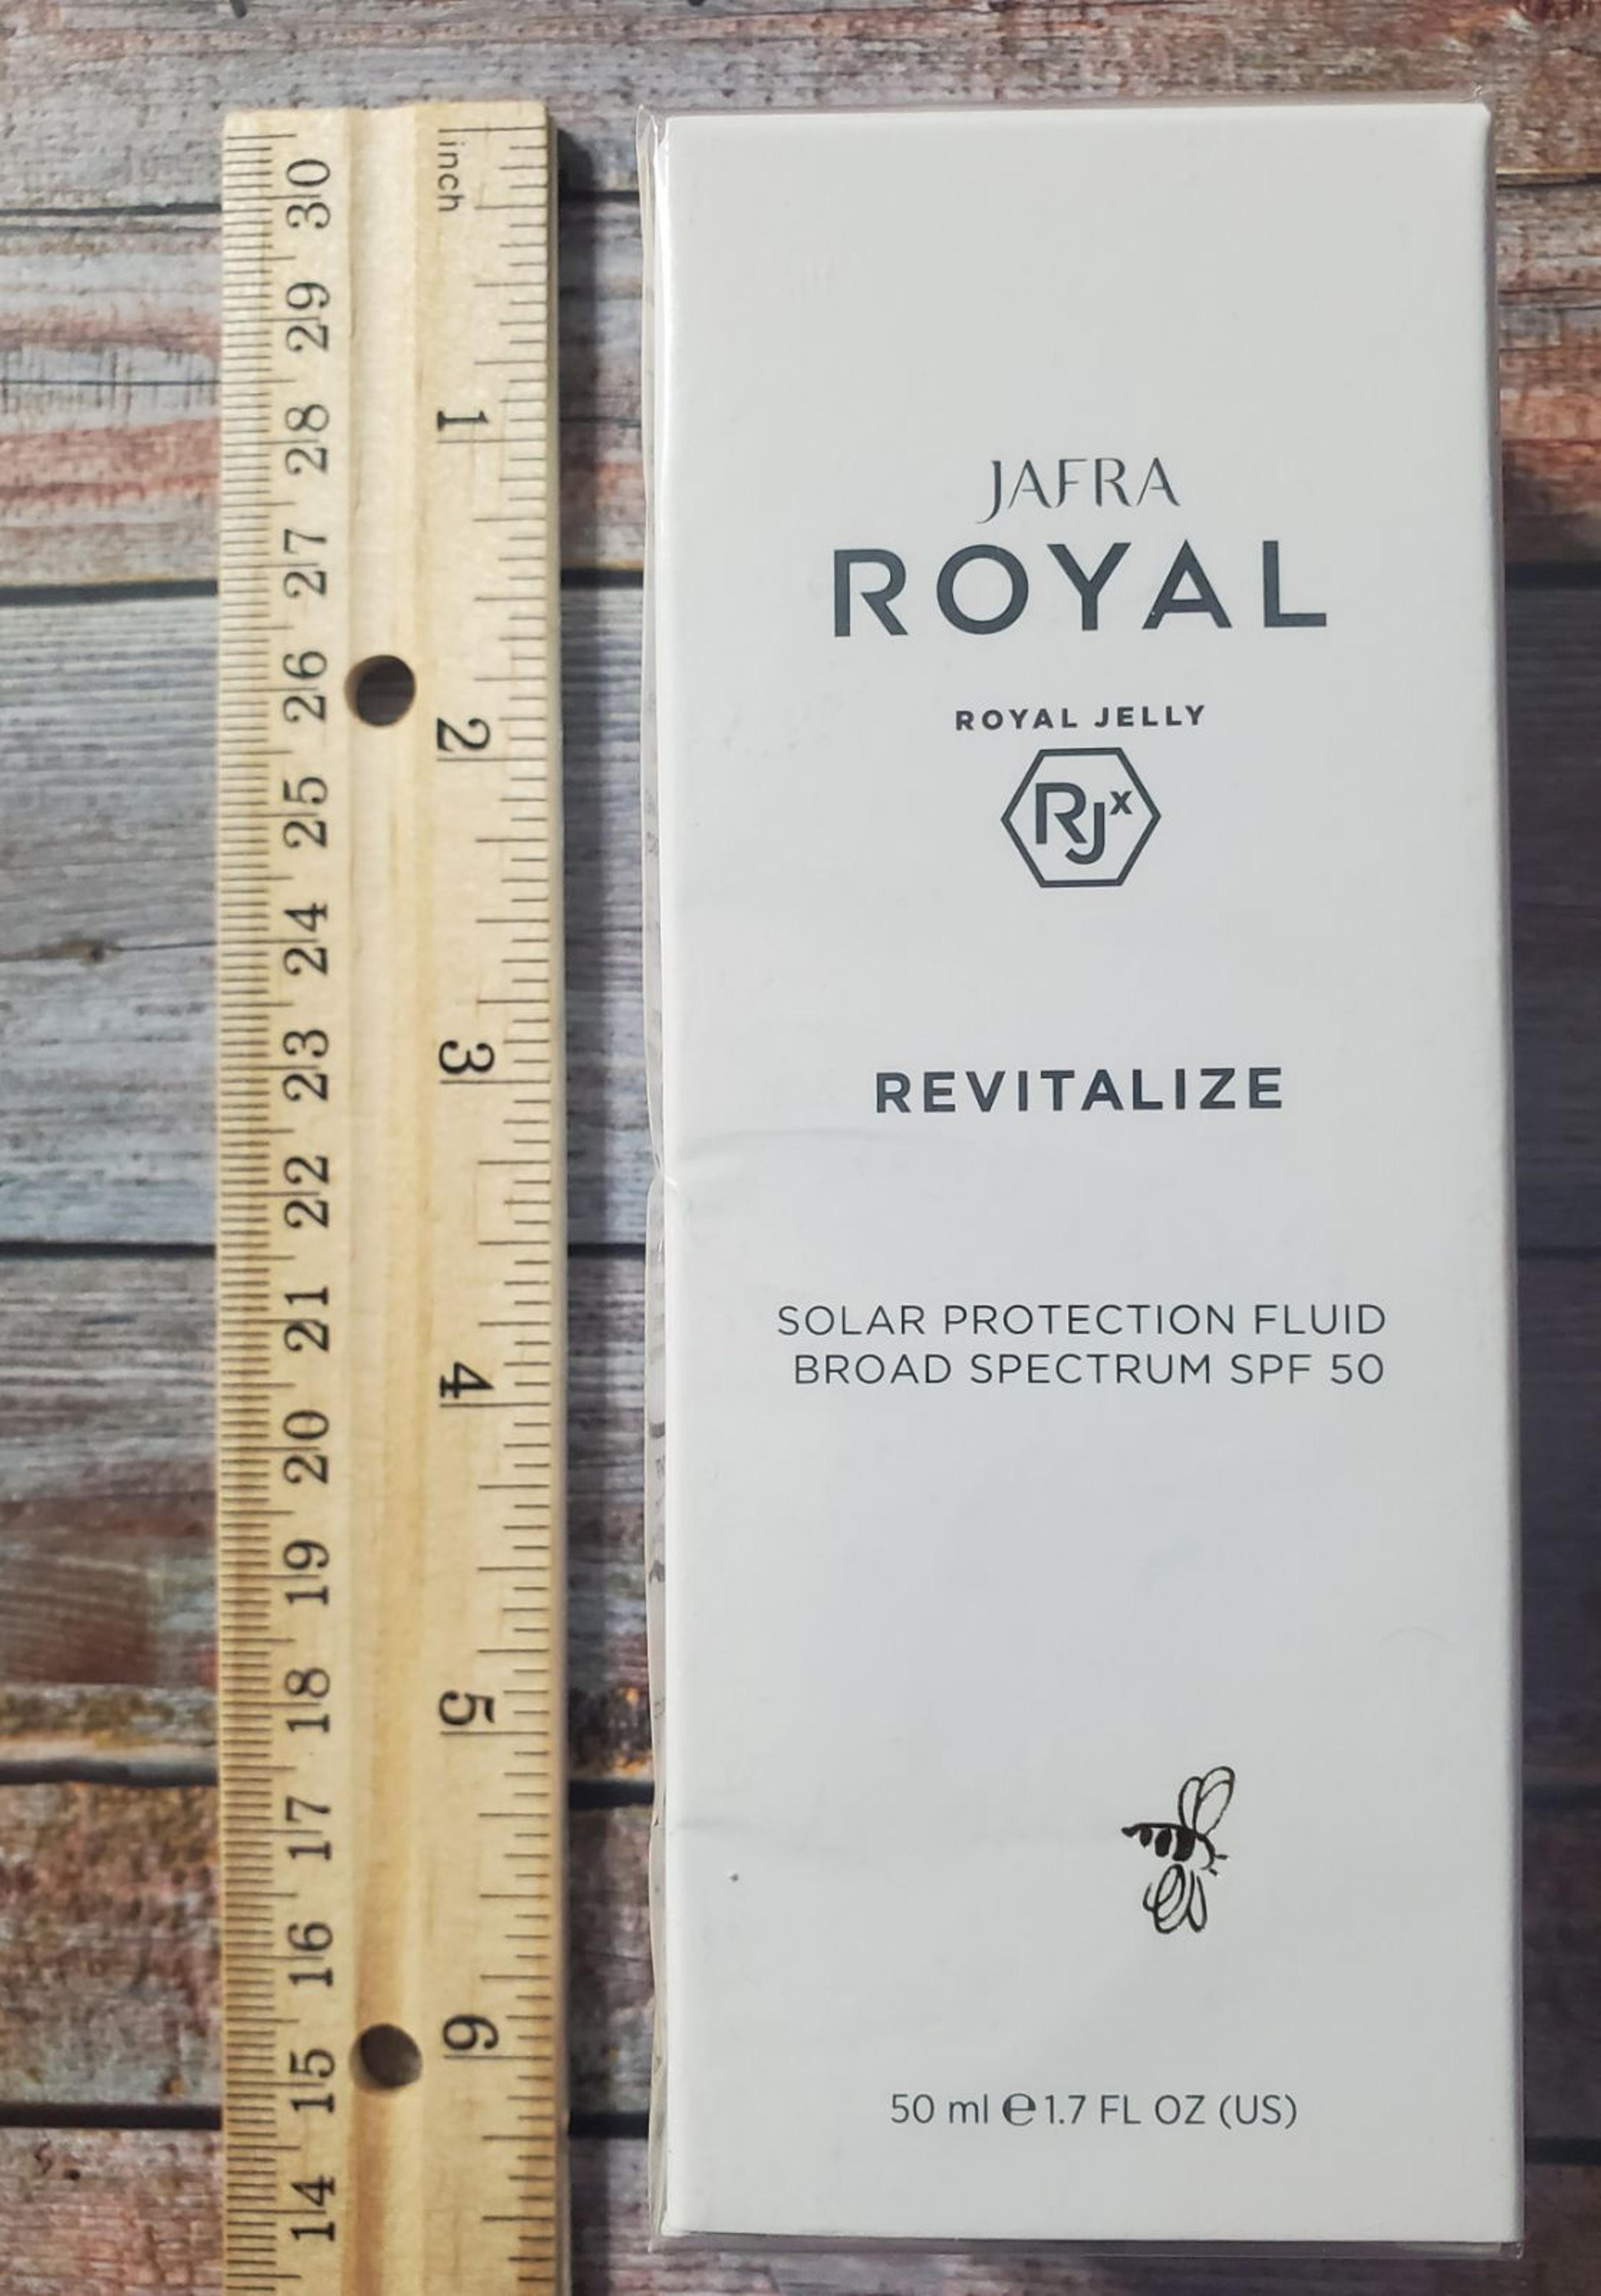 inch
1
2
3
4
5
6
30
29
28
27
26
25
24
23
22
21
20
19
18
17
16
15
14
JAFRA
ROYAL
ROYAL JELLY
RJx
REVITALIZE
SOLAR PROTECTION FLUID
BROAD SPECTRUM SPF 50
50 ml ℮ 1.7 FL OZ (US)